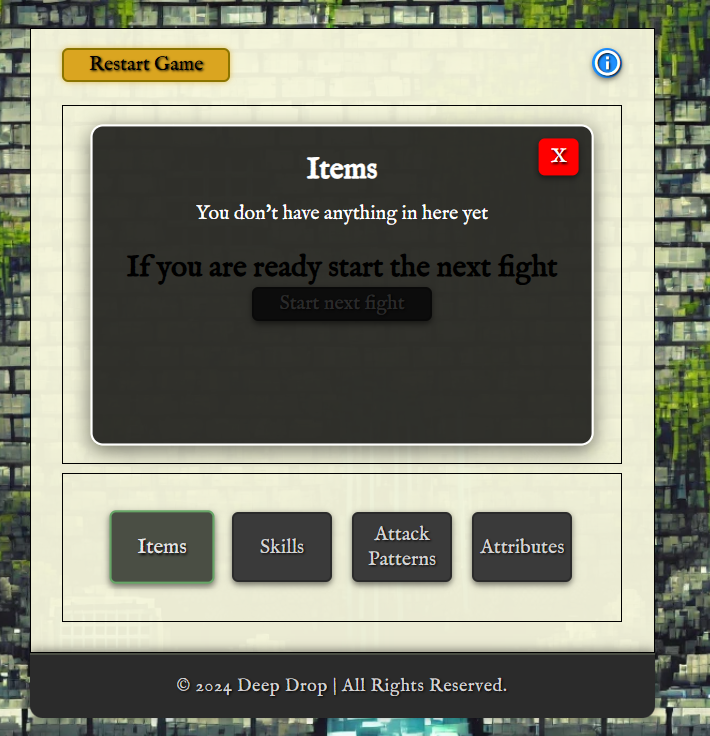 Restart Game
i
Items
X
You don't have anything in here yet
If you are ready start the next fight
Start next fight
Items
Skills
Attack
Patterns
Attributes
© 2024 Deep Drop | All Rights Reserved.